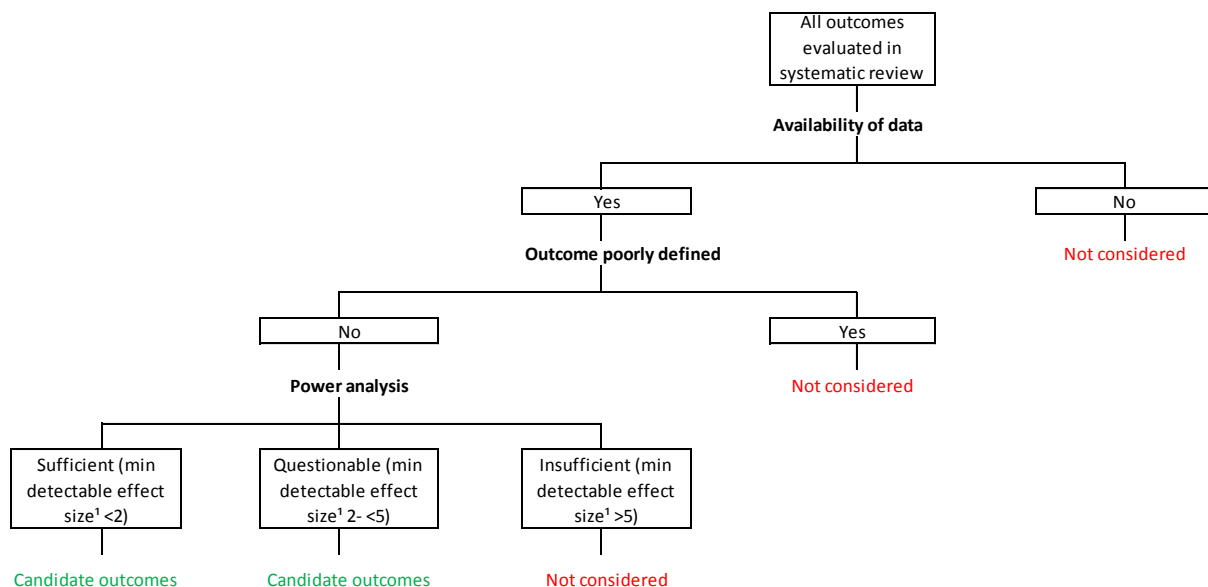 All outcomes
evaluated in
systematic review
Availability of data
Yes
No
Outcome poorly defined
Not considered
No
Yes
Power analysis
Not considered
Sufficient (min
detectable effect
size¹ <2)
Questionable (min
detectable effect
size¹ 2- <5)
Insufficient (min
detectable effect
size¹ >5)
Candidate outcomes
Candidate outcomes
Not considered